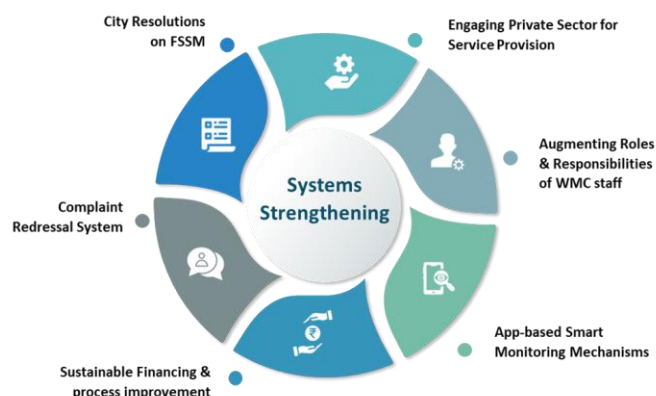 City Resolutions
on FSSM
Engaging Private Sector for
Service Provision
Augmenting Roles
& Responsibilities
of WMC staff
Systems
Strengthening
Complaint
Redressal System
App-based Smart
Monitoring Mechanisms
₹
Sustainable Financing &
process improvement